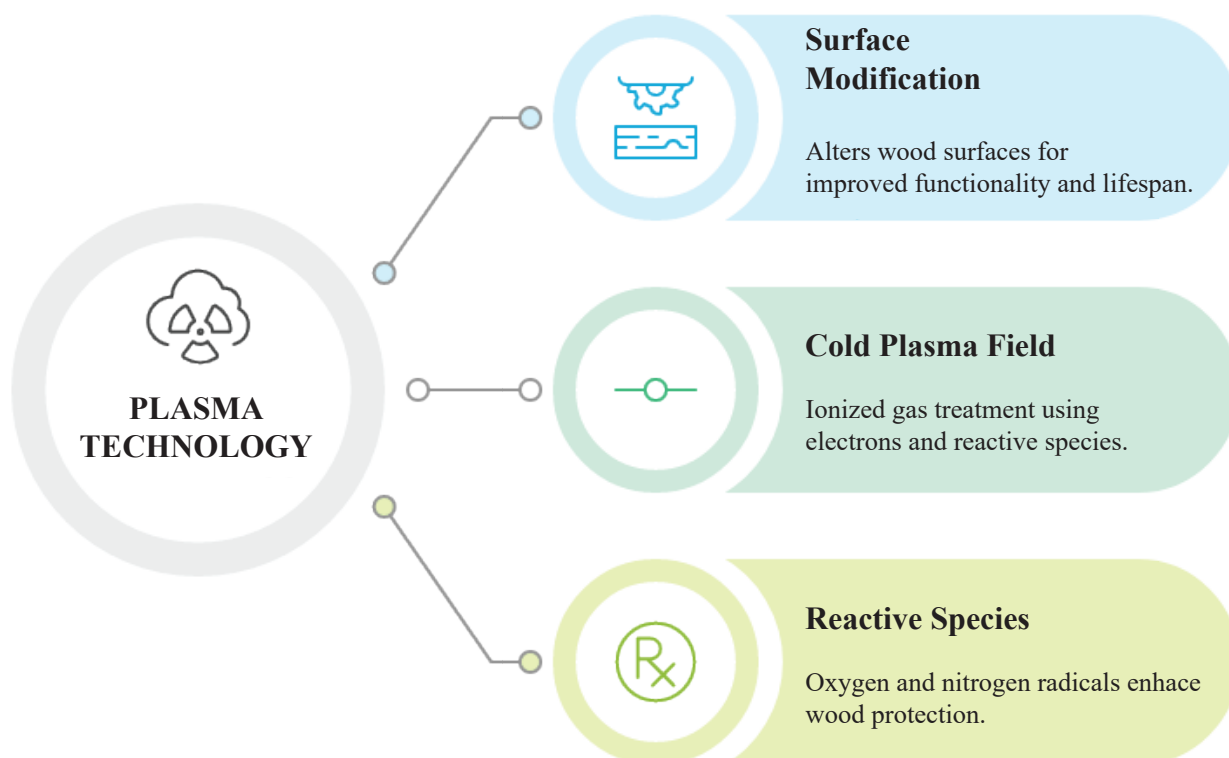 PLASMA
TECHNOLOGY
Surface
Modification
Alters wood surfaces for
improved functionality and lifespan.
Cold Plasma Field
Ionized gas treatment using
electrons and reactive species.
Rx
Reactive Species
Oxygen and nitrogen radicals enhace
wood protection.